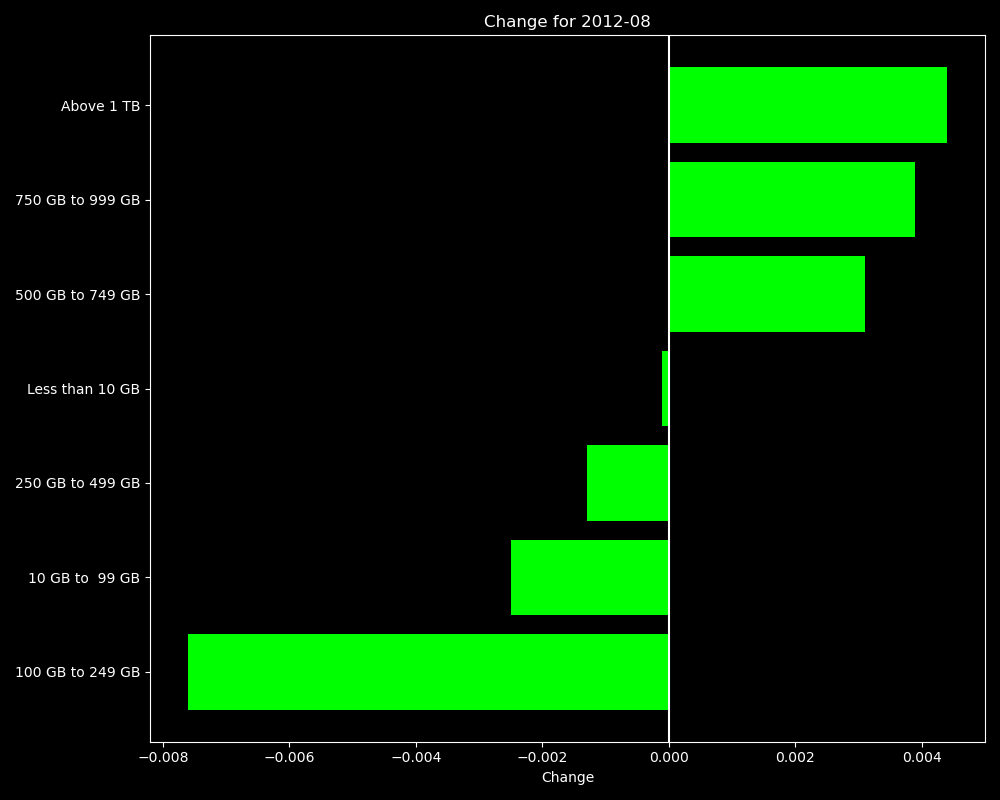 Change for 2012-08
Above 1 TB
750 GB to 999 GB
500 GB to 749 GB
Less than 10 GB
250 GB to 499 GB
10 GB to  99 GB
100 GB to 249 GB
−0.008 −0.006 −0.004 −0.002 0.000 0.002 0.004
Change